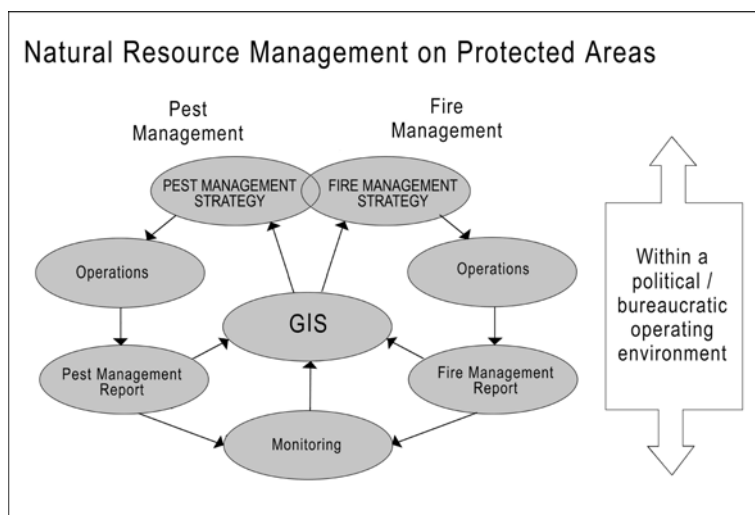 Natural Resource Management on Protected Areas
Pest
Management
Fire
Management
PEST MANAGEMENT
STRATEGY
FIRE MANAGEMENT
STRATEGY
Operations
Operations
GIS
Pest Management
Report
Fire Management
Report
Monitoring
Within a
political /
bureaucratic
operating
environment